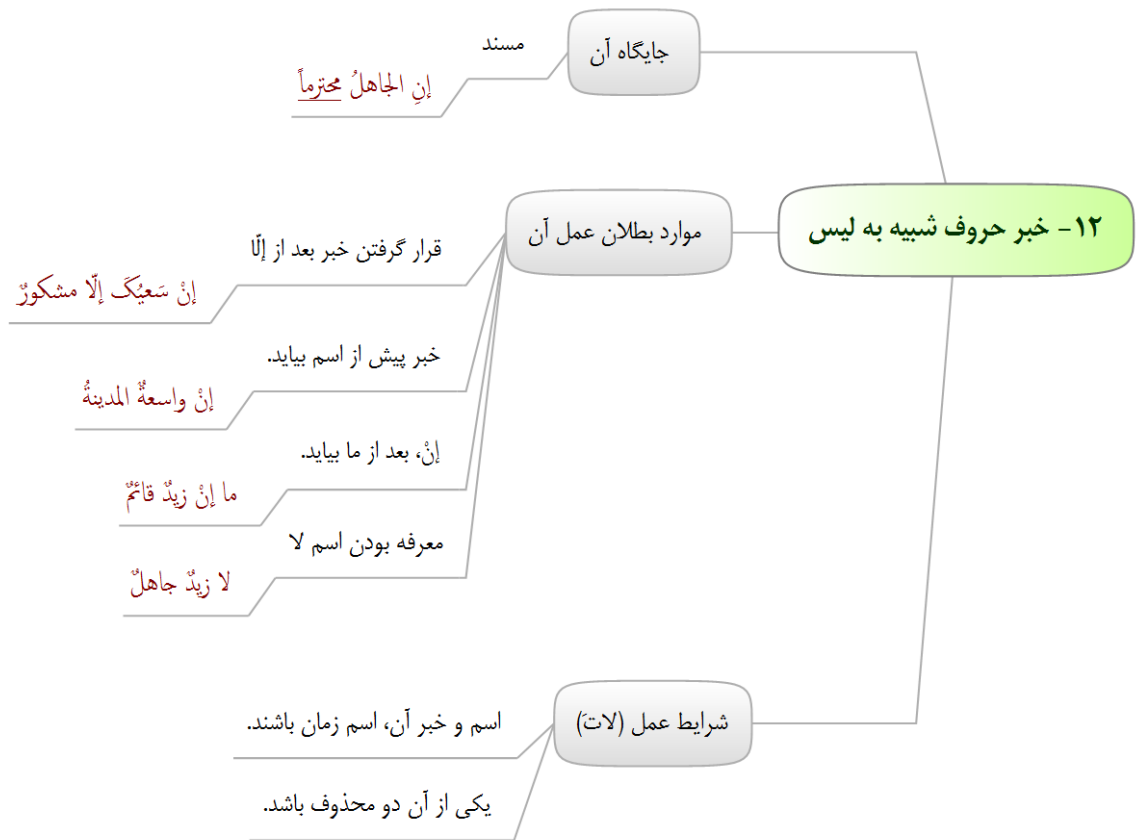 ۱۲- خبر حروف شبیه به لیس
جایگاه آن
مسند
إنِ الجاهلُ محترماً
موارد بطلان عمل آن
قرار گرفتن خبر بعد از إلّا
إنْ سَعیُکَ إلّا مشکورٌ
خبر پیش از اسم بیاید.
إنْ واسعةٌ المدینةُ
إنْ، بعد از ما بیاید.
ما إنْ زیدٌ قائمٌ
معرفه بودن اسم لا
لا زیدٌ جاهلٌ
شرایط عمل (لاتَ)
اسم و خبر آن، اسم زمان باشند.
یکی از آن دو محذوف باشد.